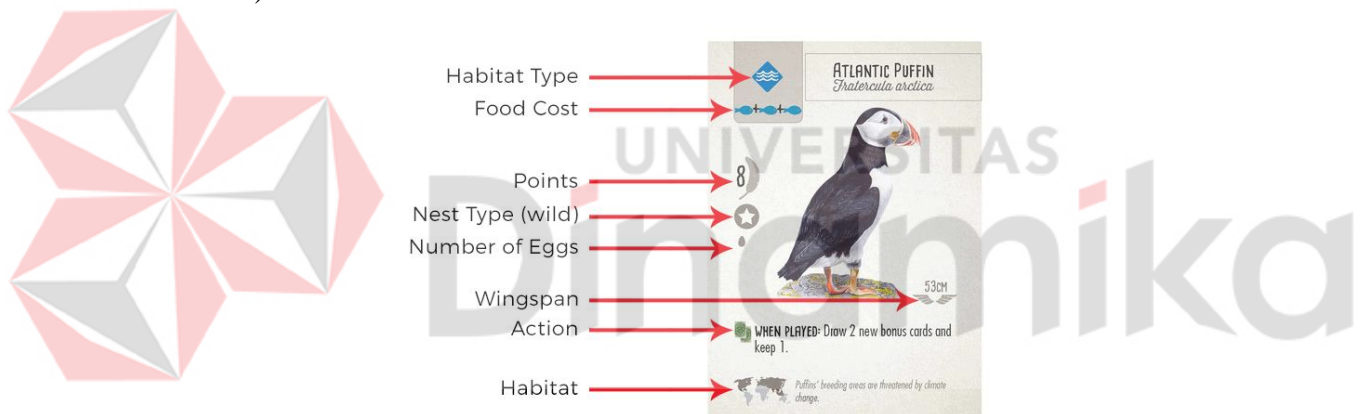 Habitat Type
Food Cost
Points
Nest Type (wild)
Number of Eggs
Wingspan
Action
Habitat
ATLANTIC PUFFIN
Fratercula arctica
8
53CM
WHEN PLAYED: Draw 2 new bonus cards and
keep 1.
Puffins' breeding areas are threatened by climate
change.
UNIVERSITAS
Dinamika